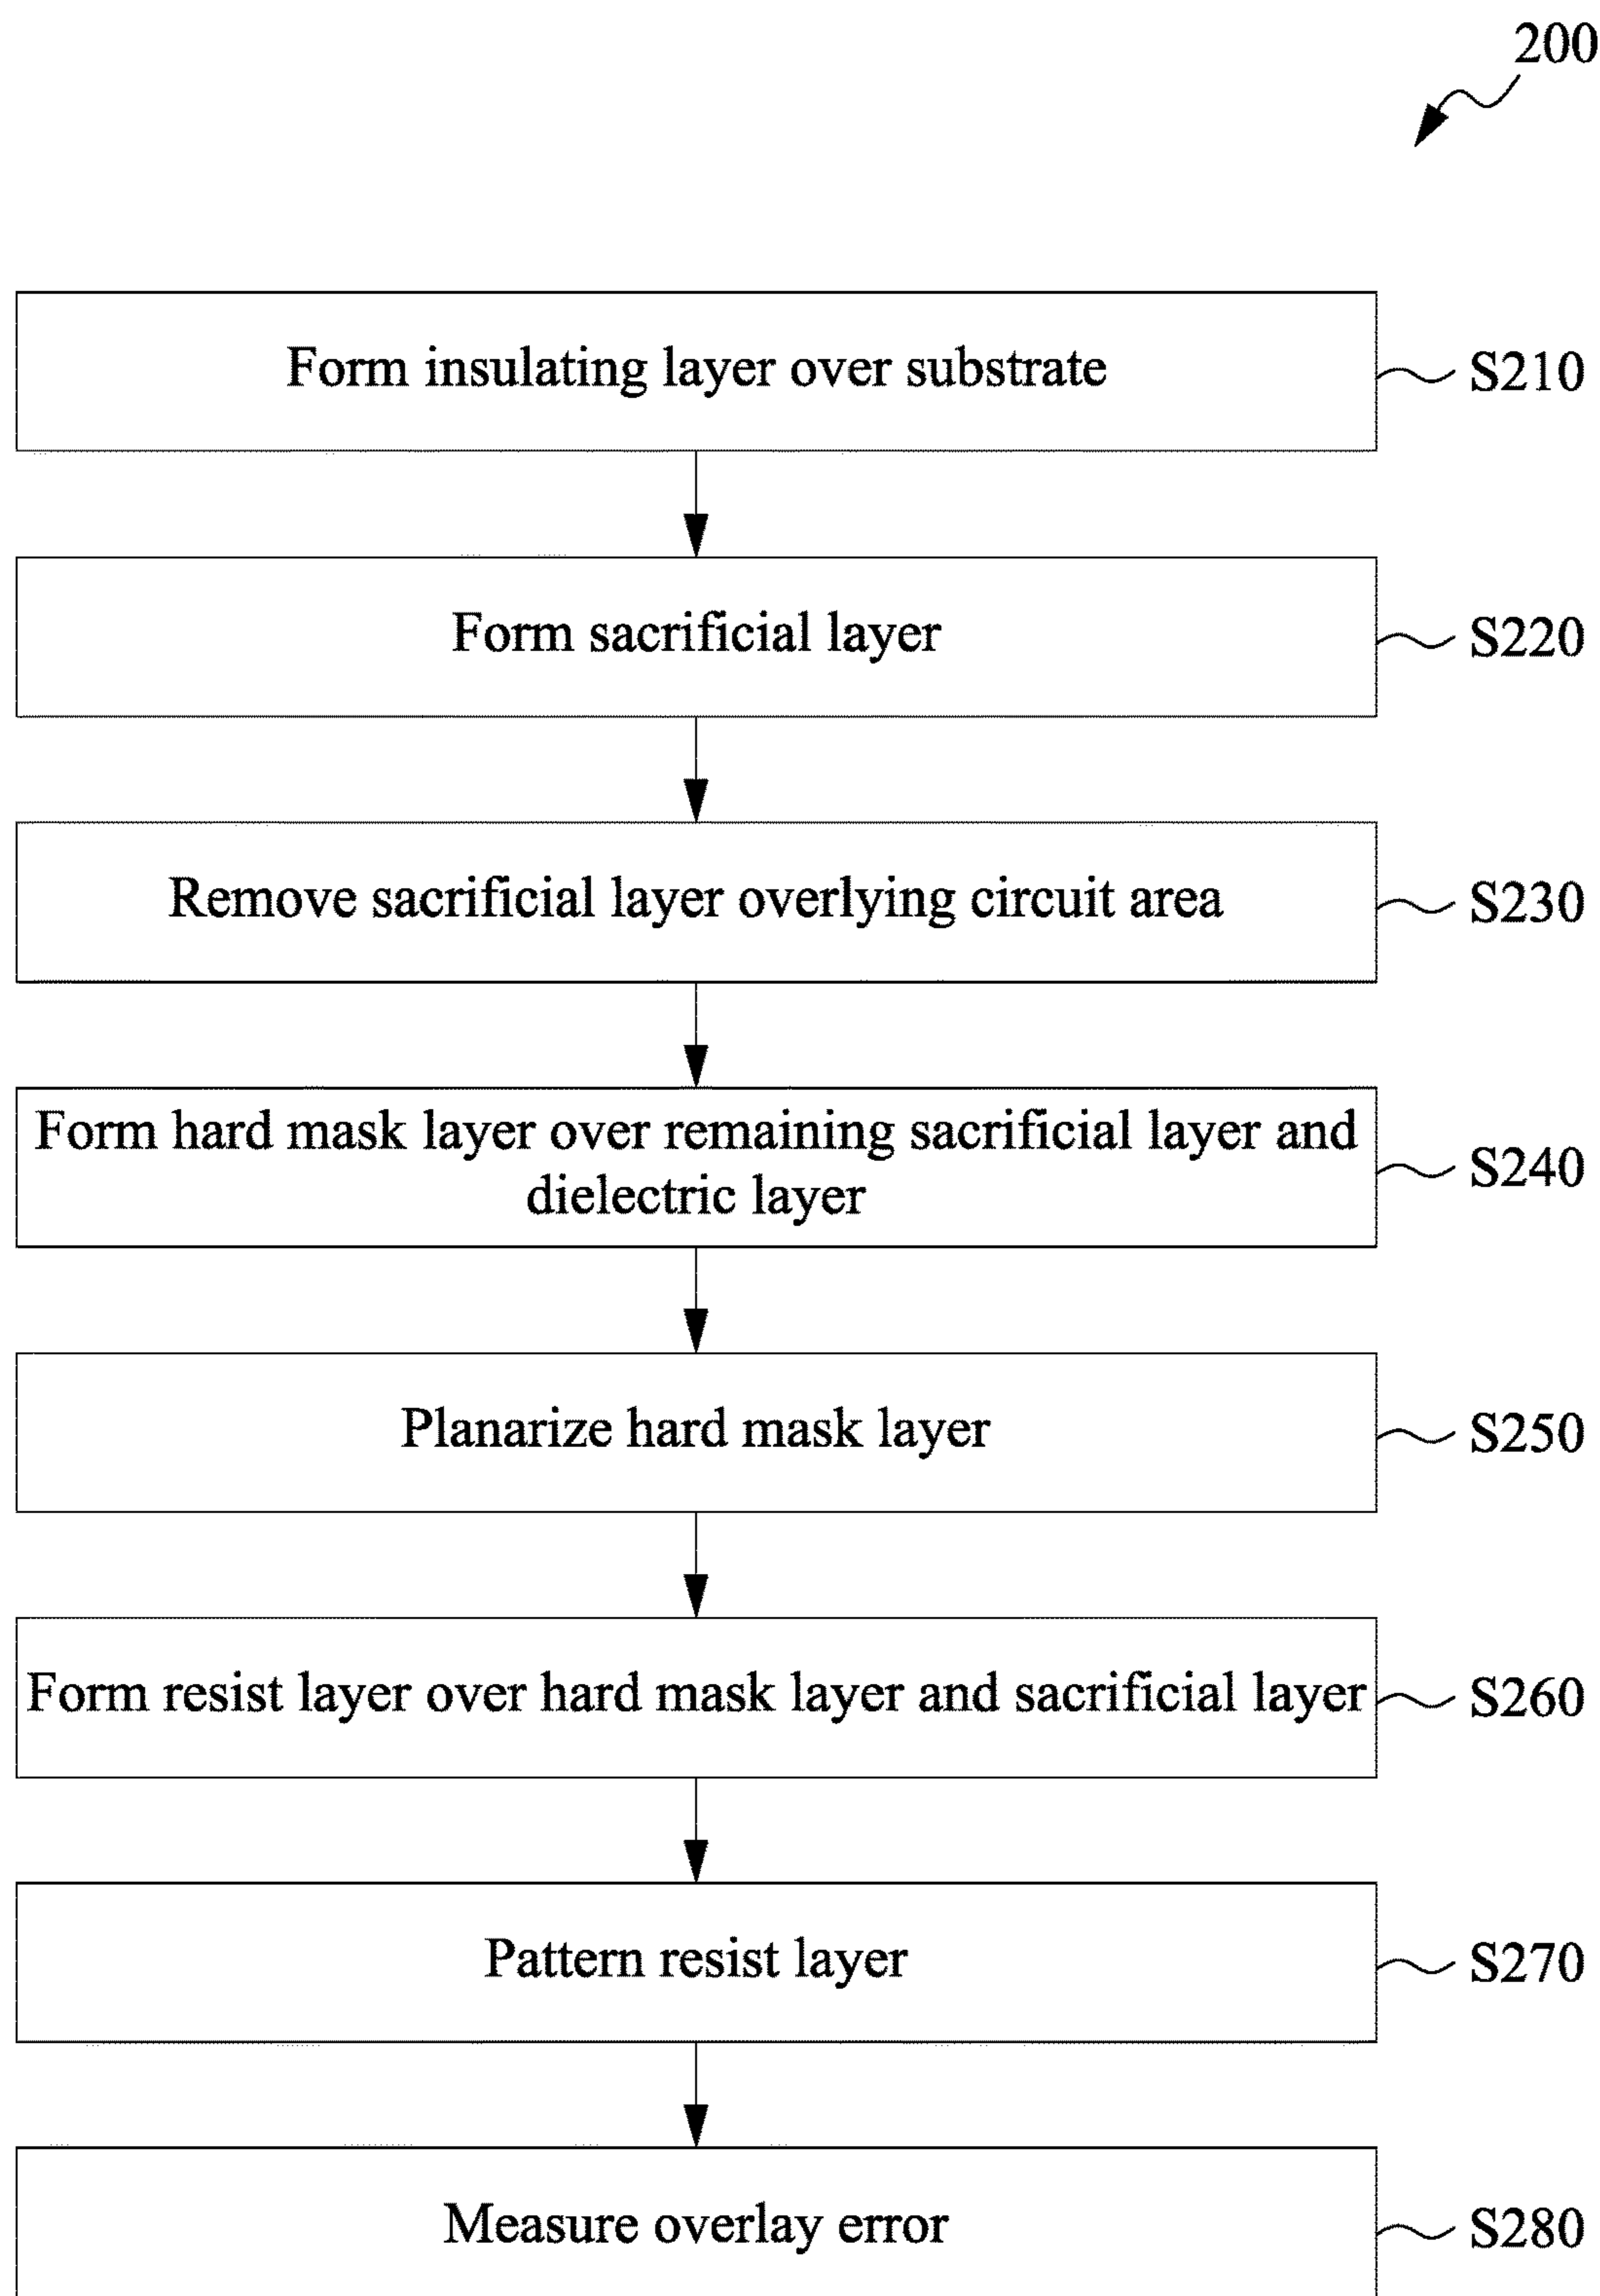 200
Form insulating layer over substrate
S210
Form sacrificial layer
S220
Remove sacrificial layer overlying circuit area
S230
Form hard mask layer over remaining sacrificial layer and
dielectric layer
S240
Planarize hard mask layer
S250
Form resist layer over hard mask layer and sacrificial layer
S260
Pattern resist layer
S270
Measure overlay error
S280